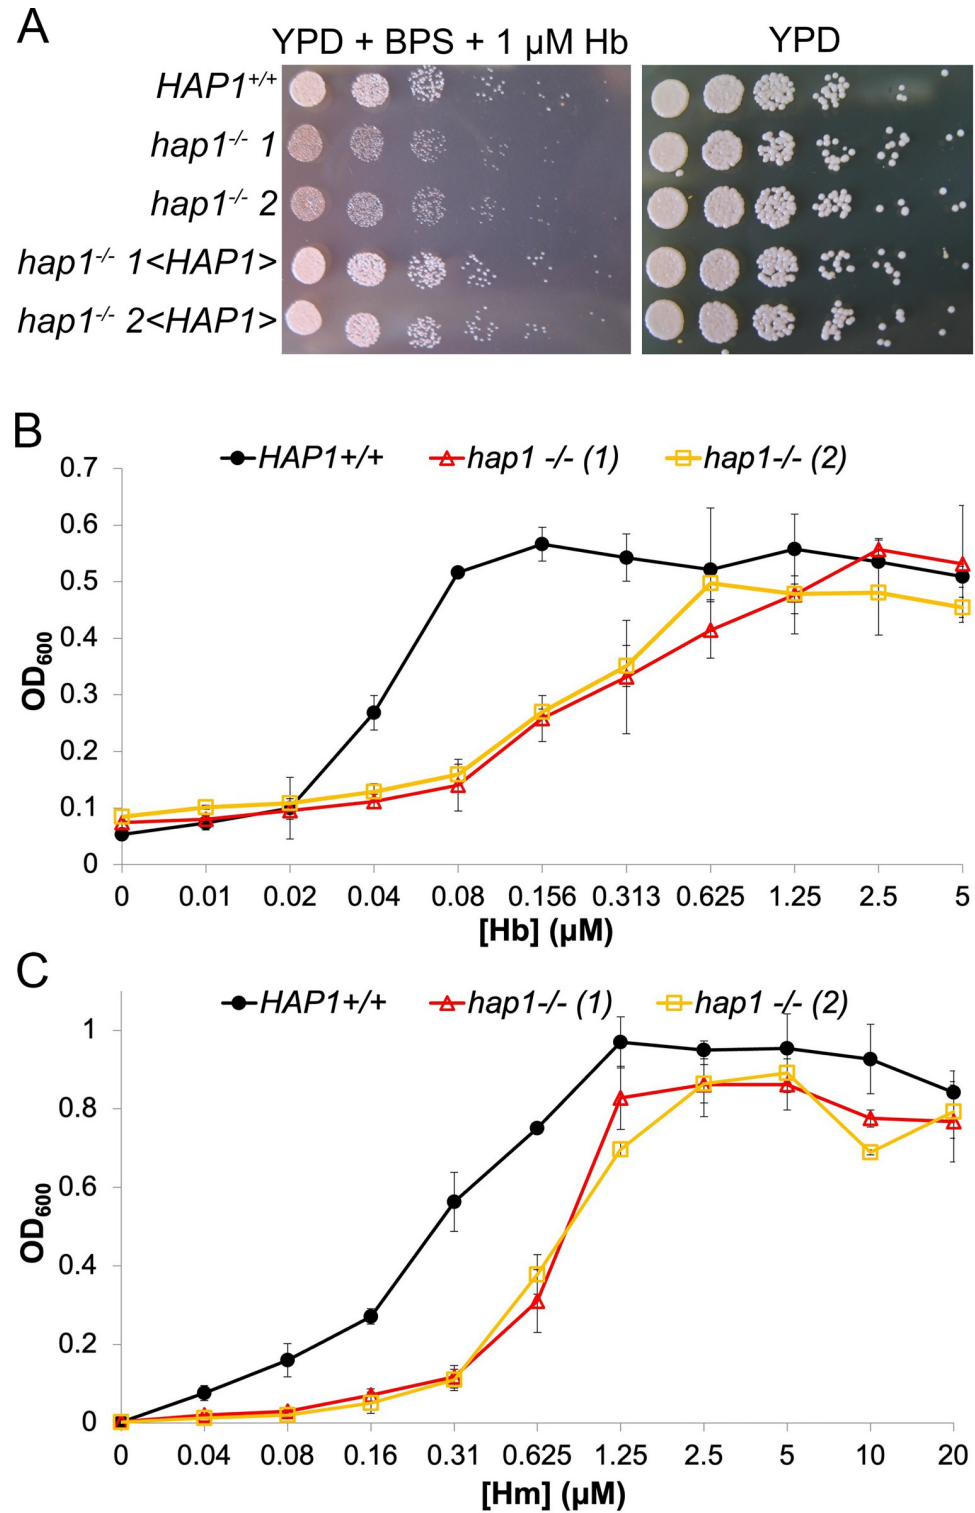 A
YPD + BPS + 1 µM Hb
YPD
HAP1+/+
hap1-/- 1
hap1-/- 2
hap1-/- 1<HAP1>
hap1-/- 2<HAP1>
B
HAP1+/+
hap1 -/- (1)
hap1-/- (2)
0.7
0.6
0.5
0.4
0.3
0.2
0.1
0
OD600
0 0.01 0.02 0.04 0.08 0.156 0.313 0.625 1.25 2.5 5
[Hb] (µM)
C
HAP1+/+
hap1-/- (1)
hap1 -/- (2)
1
0.8
0.6
0.4
0.2
0
OD600
0 0.04 0.08 0.16 0.31 0.625 1.25 2.5 5 10 20
[Hm] (µM)